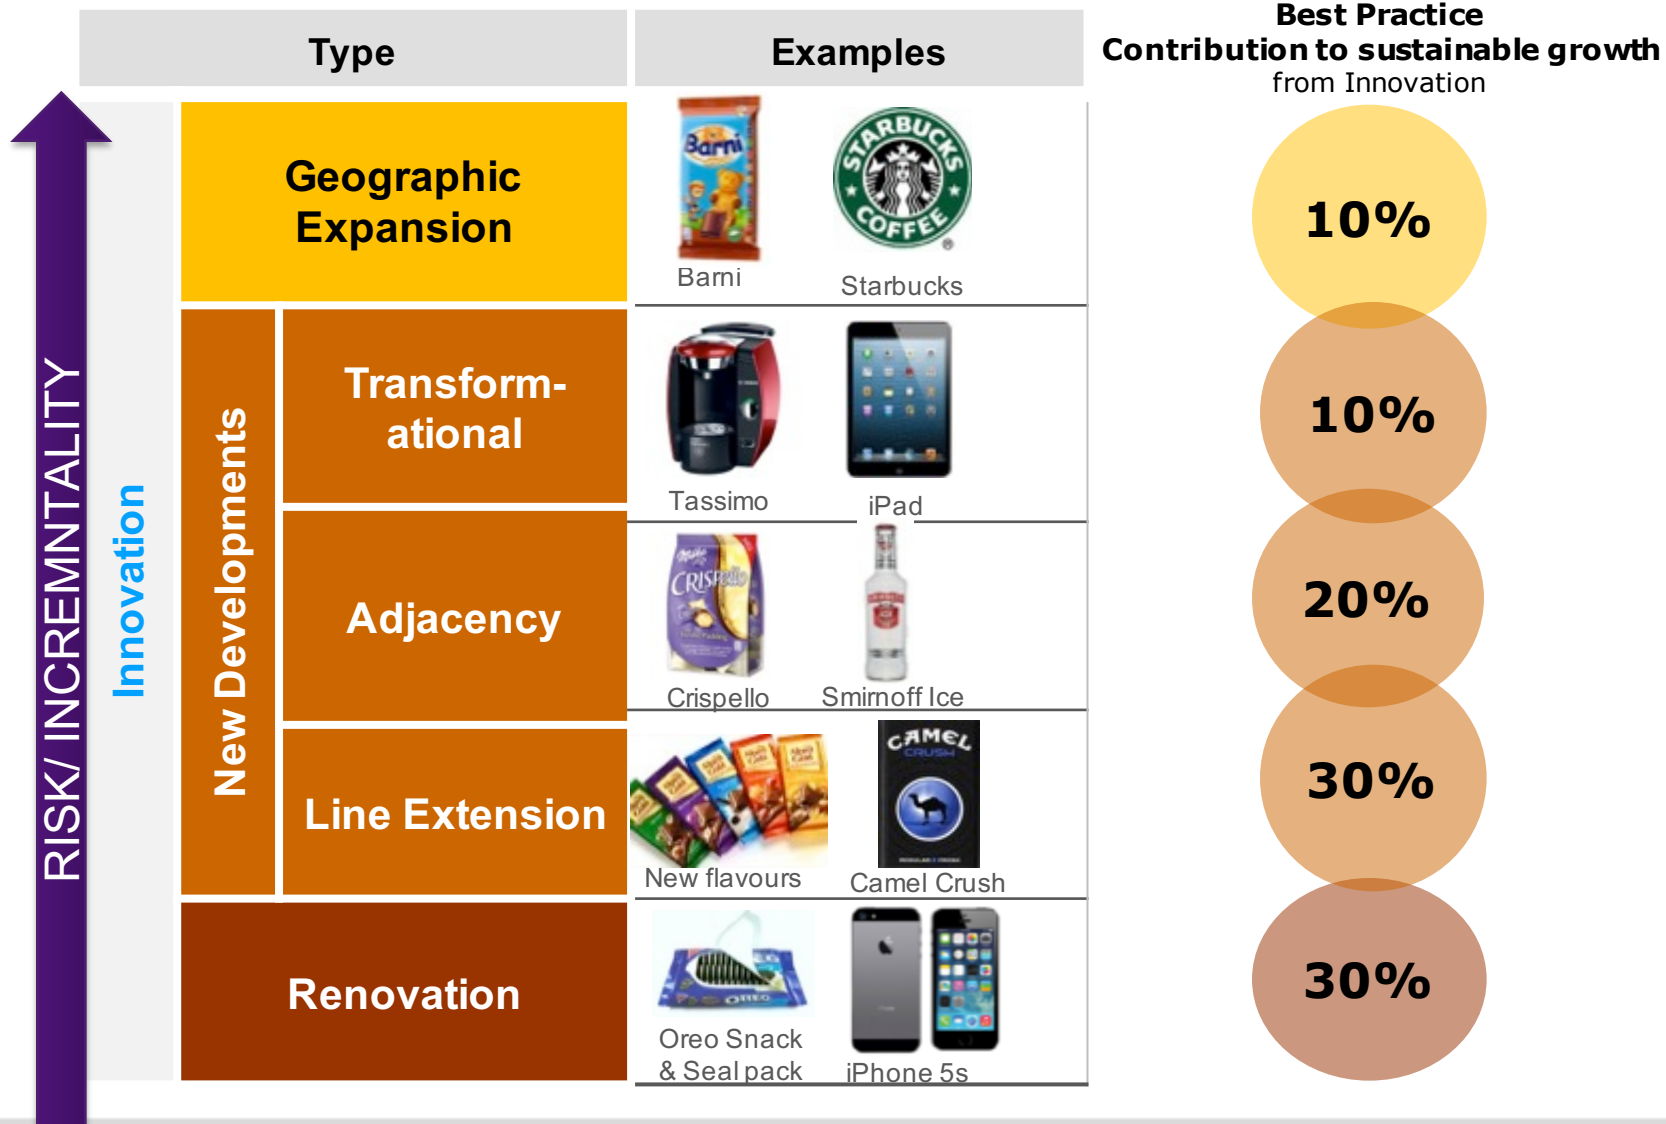 Type
Examples
Best Practice
Contribution to sustainable growth
from Innovation
RISK/ INCREMNTALITY
Innovation
Geographic
Expansion
Barni
STARBUCKS
COFFEE
®
Barni
Starbucks
10%
New Developments
Transform-
ational
Tassimo
iPad
10%
Adjacency
Milka
CRISPello
Crispello
Smirnoff Ice
20%
Line Extension
CAMEL
CRUSH
New flavours
Camel Crush
30%
Renovation
OREO
Oreo Snack
& Seal pack
iPhone 5s
30%